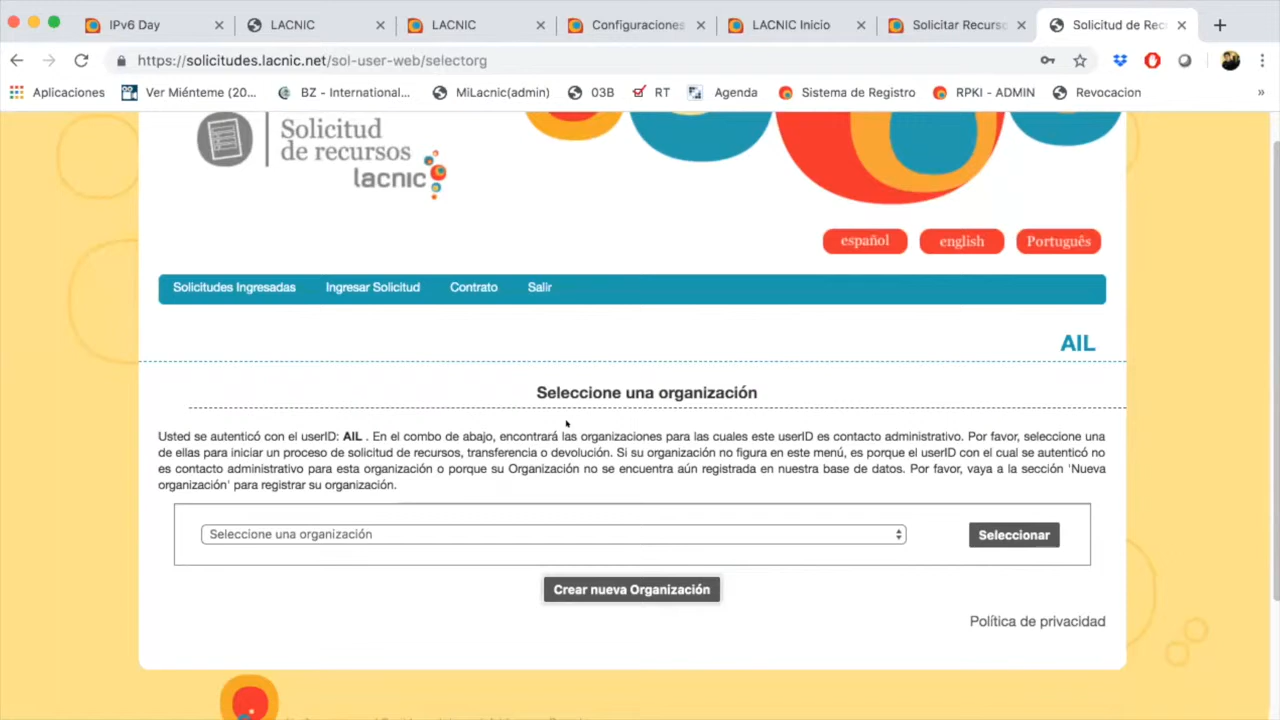 IPv6 Day
LACNIC
LACNIC
Configuraciones
LACNIC Inicio
Solicitar Recurso
Solicitud de Rec
https://solicitudes.lacnic.net/sol-user-web/selectorg
Aplicaciones
Ver Miénteme (20...
BZ - International...
MiLacnic(admin)
03B
RT
Agenda
Sistema de Registro
RPKI - ADMIN
Revocacion
»
Solicitud
de recursos
lacnic
español
english
Português
Solicitudes Ingresadas
Ingresar Solicitud
Contrato
Salir
AIL
Seleccione una organización
Usted se autenticó con el userID: AIL . En el combo de abajo, encontrará las organizaciones para las cuales este userID es contacto administrativo. Por favor, seleccione una
de ellas para iniciar un proceso de solicitud de recursos, transferencia o devolución. Si su organización no figura en este menú, es porque el userID con el cual se autenticó no
es contacto administrativo para esta organización o porque su Organización no se encuentra aún registrada en nuestra base de datos. Por favor, vaya a la sección 'Nueva
organización' para registrar su organización.
Seleccione una organización
Seleccionar
Crear nueva Organización
Política de privacidad